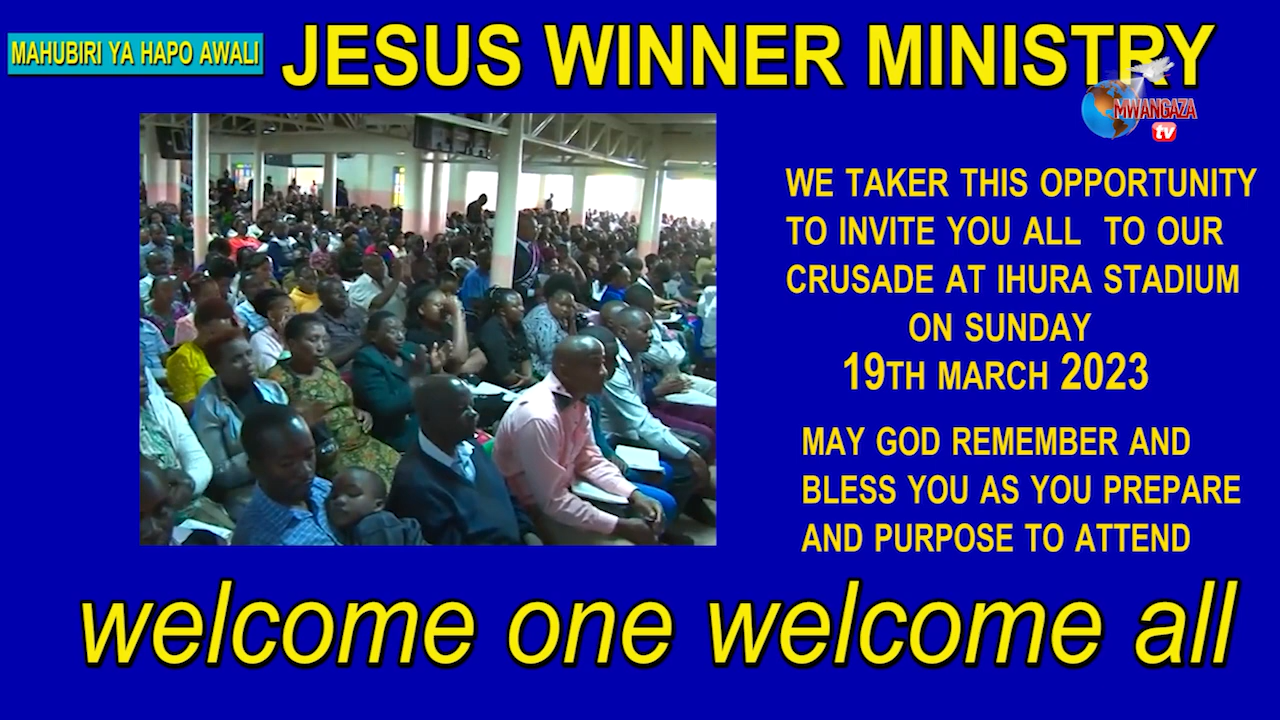 MAHUBIRI YA HAPO AWALI
JESUS WINNER MINISTRY
MWANGAZA
tv
WE TAKER THIS OPPORTUNITY
TO INVITE YOU ALL TO OUR
CRUSADE AT IHURA STADIUM
ON SUNDAY
19TH MARCH 2023
MAY GOD REMEMBER AND
BLESS YOU AS YOU PREPARE
AND PURPOSE TO ATTEND
welcome one welcome all